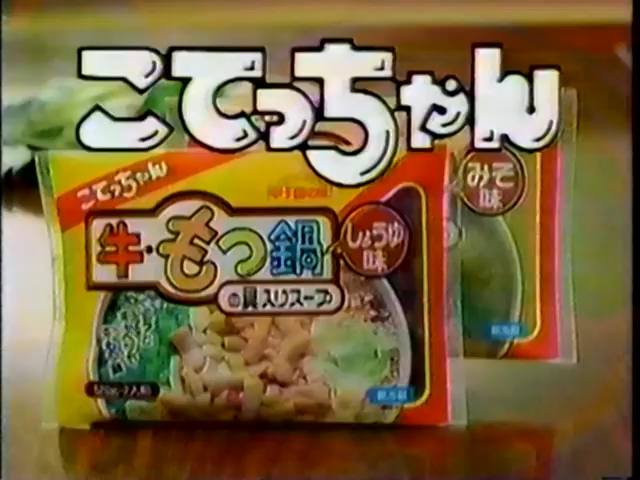 こてっちゃん
こてっちゃん
牛・もつ鍋
の具入りスープ
しょうゆ味
みそ味